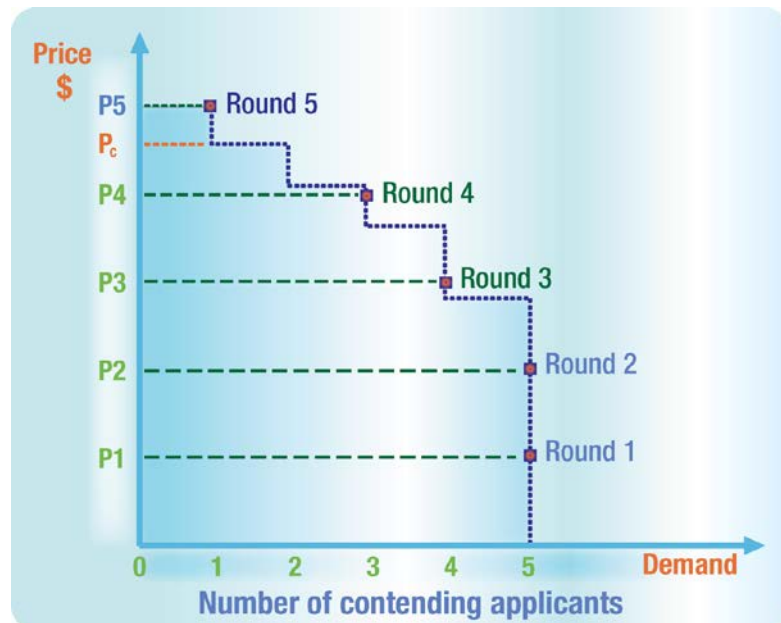 Price
$
P5
Round 5
Pc
P4
Round 4
P3
Round 3
P2
Round 2
P1
Round 1
0 1 2 3 4 5 Demand
Number of contending applicants